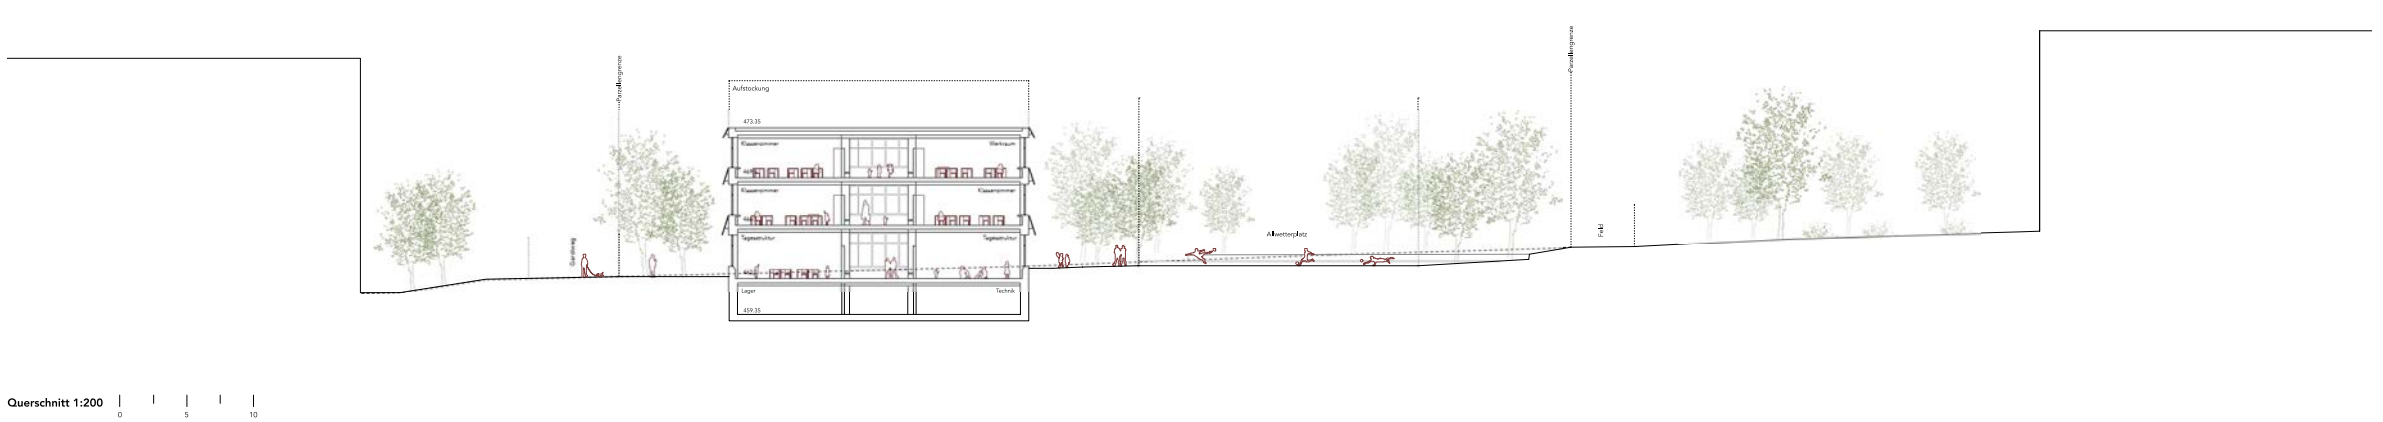 Parzellengrenze
Parzellengrenze
Aufstockung
473.35
Klassenzimmer
Werkraum
Klassenzimmer
Klassenzimmer
Tagesstruktur
Tagesstruktur
Allwetterplatz
Feld
Lager
Technik
459.35
Querschnitt 1:200
0
5
10